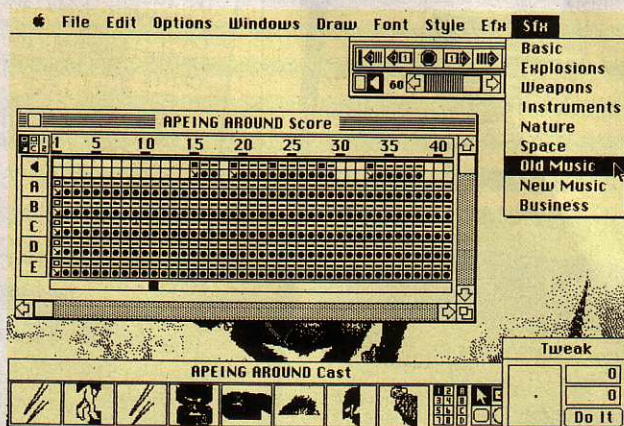 File Edit Options Windows Draw Font Style Efx Sfx
Basic
Explosions
Weapons
Instruments
Nature
Space
Old Music
New Music
Business
60
APEING AROUND Score
1 5 10 15 20 25 30 35 40
A
B
C
D
E
APEING AROUND Cast
Tweak
0
0
Do It